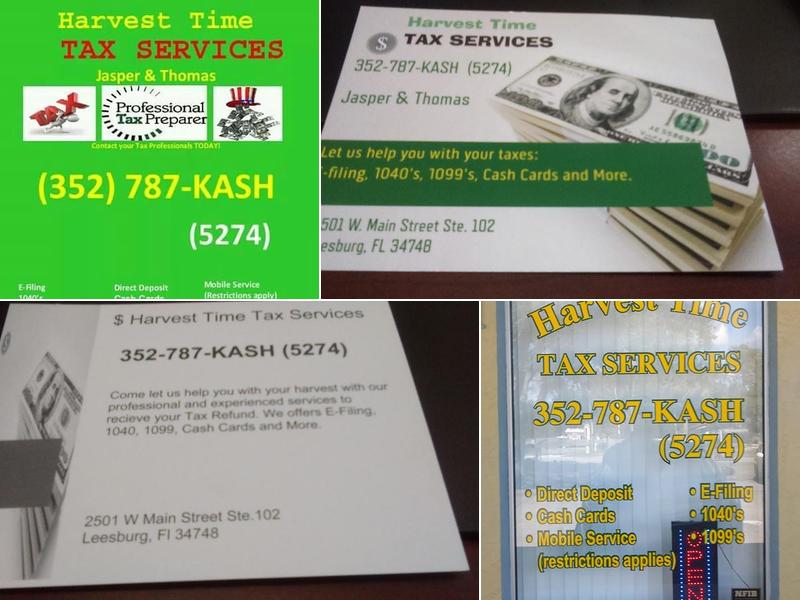 Harvest Time
TAX SERVICES
Jasper & Thomas
TAX
Professional
Tax Preparer
Contact your Tax Professionals TODAY!
(352) 787-KASH
(5274)
E-Filing
1040's
Direct Deposit
Cash Cards
Mobile Service
(Restrictions apply)
Harvest Time
$ TAX SERVICES
352-787-KASH (5274)
Jasper & Thomas
Let us help you with your taxes:
-filing, 1040's, 1099's, Cash Cards and More.
501 W. Main Street Ste. 102
eesburg, FL 34748
$ Harvest Time Tax Services
352-787-KASH (5274)
Come let us help you with your harvest with our
professional and experienced services to
recieve your Tax Refund. We offers E-Filing,
1040, 1099, Cash Cards and More.
2501 W Main Street Ste.102
Leesburg, Fl 34748
Harvest Time
TAX SERVICES
352-787-KASH
(5274)
• Direct Deposit
• Cash Cards
• Mobile Service
(restrictions applies)
• E-Filing
• 1040's
• 1099's
NFIB